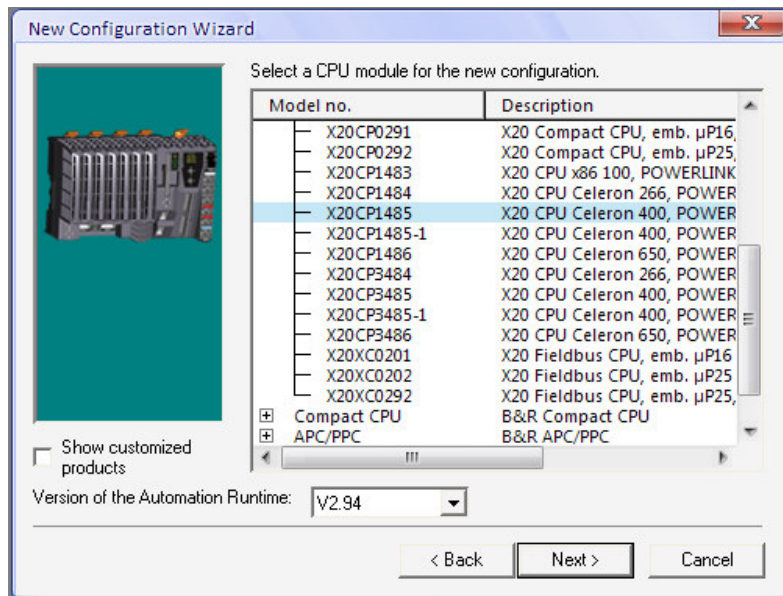 New Configuration Wizard
Select a CPU module for the new configuration.
Model no. Description
X20CP0291 X20 Compact CPU, emb. µP16,
X20CP0292 X20 Compact CPU, emb. µP25,
X20CP1483 X20 CPU x86 100, POWERLINK
X20CP1484 X20 CPU Celeron 266, POWER
X20CP1485 X20 CPU Celeron 400, POWER
X20CP1485-1 X20 CPU Celeron 400, POWER
X20CP1486 X20 CPU Celeron 650, POWER
X20CP3484 X20 CPU Celeron 266, POWER
X20CP3485 X20 CPU Celeron 400, POWER
X20CP3485-1 X20 CPU Celeron 400, POWER
X20CP3486 X20 CPU Celeron 650, POWER
X20XC0201 X20 Fieldbus CPU, emb. µP16
X20XC0202 X20 Fieldbus CPU, emb. µP25
X20XC0292 X20 Fieldbus CPU, emb. µP25,
Compact CPU B&R Compact CPU
APC/PPC B&R APC/PPC
Show customized
products
Version of the Automation Runtime: V2.94
< Back Next > Cancel